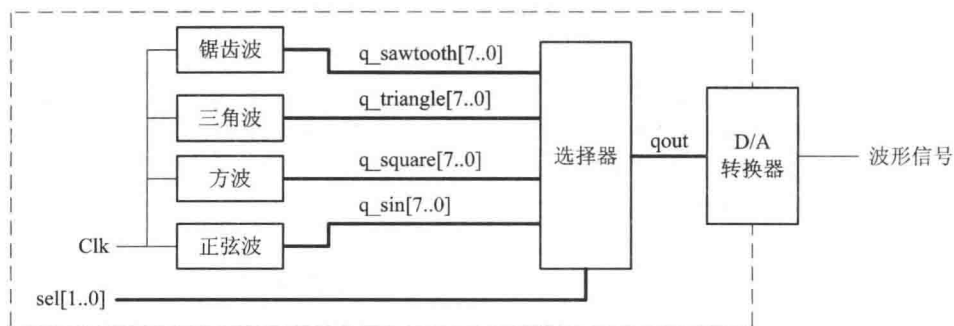 锯齿波
q_sawtooth[7..0]
三角波
q_triangle[7..0]
方波
q_square[7..0]
正弦波
q_sin[7..0]
Clk
sel[1..0]
选择器
qout
D/A
转换器
波形信号